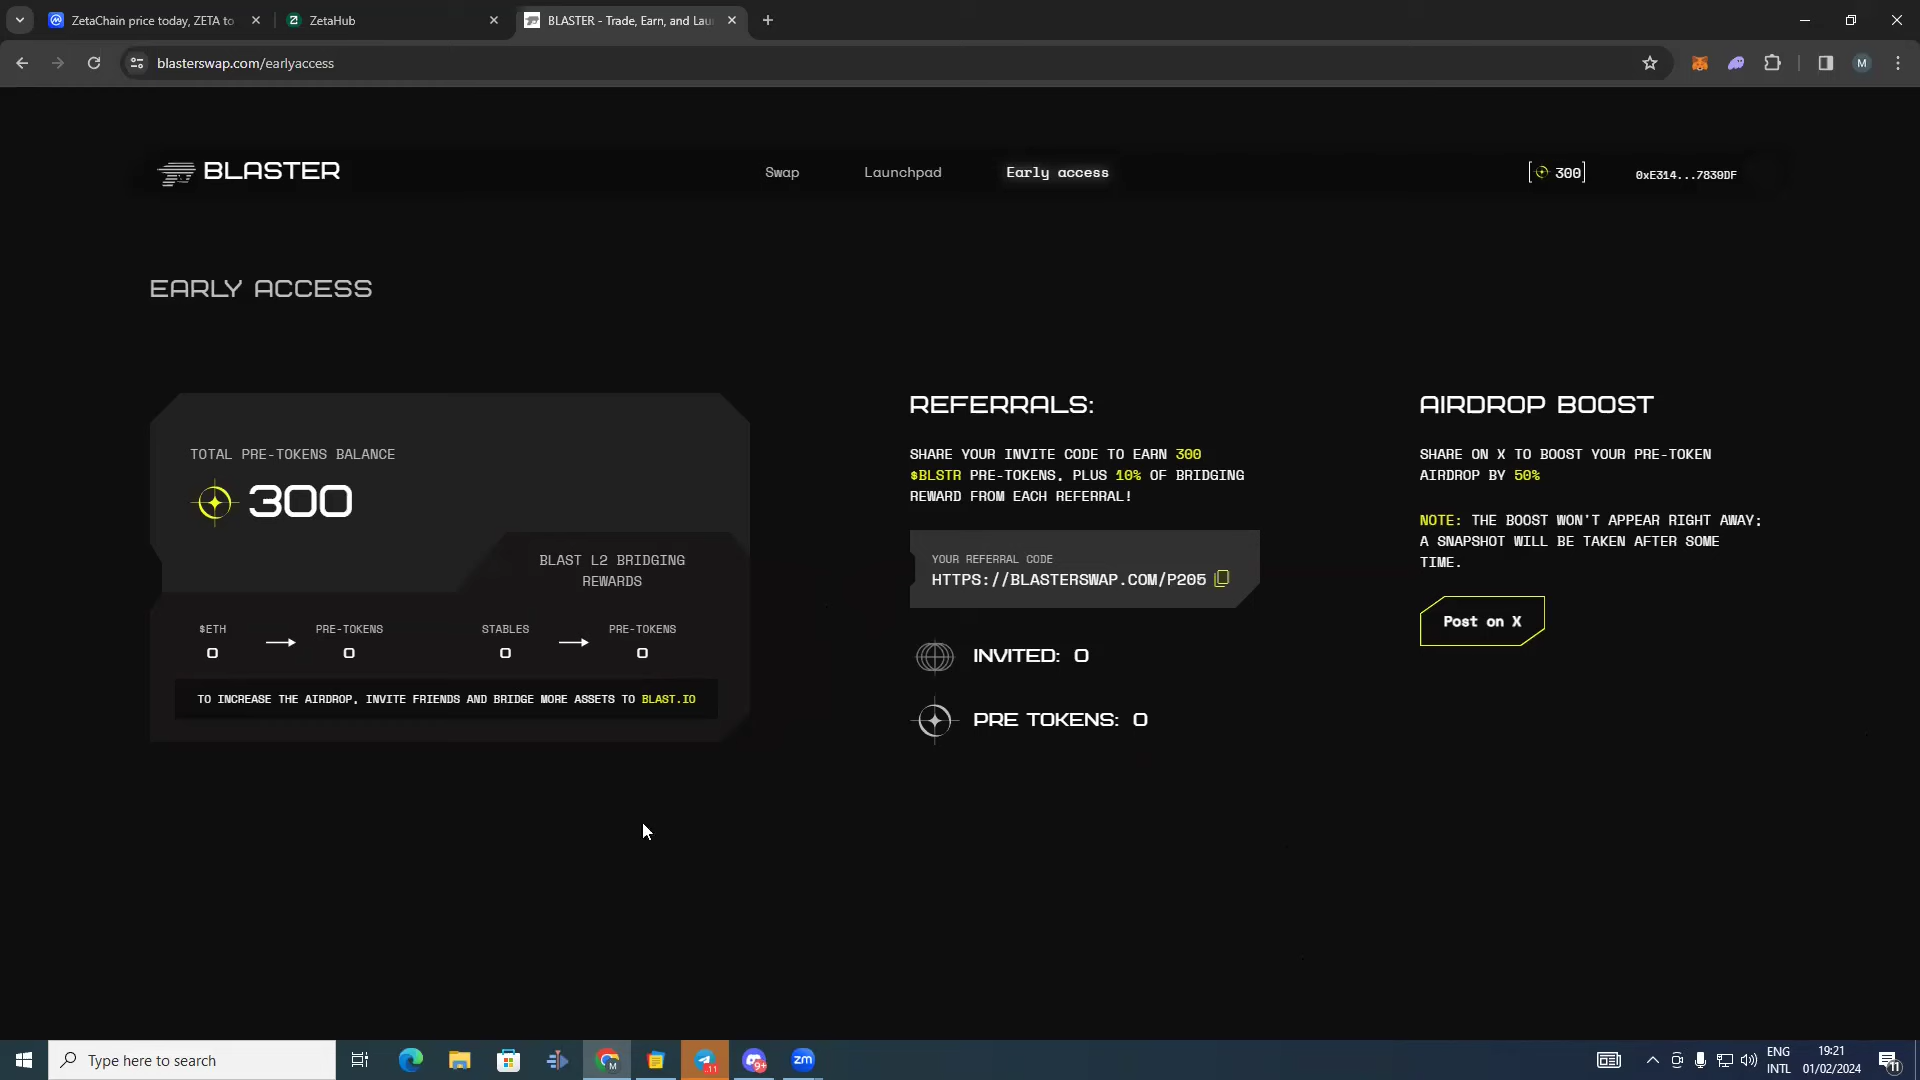 ZetaChain price today, ZETA to
ZetaHub
BLASTER - Trade, Earn, and Lau
blasterswap.com/earlyaccess
M
BLASTER
Swap
Launchpad
Early access
300
0xE314...7839DF
EARLY ACCESS
TOTAL PRE-TOKENS BALANCE
300
BLAST L2 BRIDGING
REWARDS
$ETH
PRE-TOKENS
STABLES
PRE-TOKENS
0
0
0
0
TO INCREASE THE AIRDROP, INVITE FRIENDS AND BRIDGE MORE ASSETS TO BLAST.IO
REFERRALS:
SHARE YOUR INVITE CODE TO EARN 300
$BLSTR PRE-TOKENS, PLUS 10% OF BRIDGING
REWARD FROM EACH REFERRAL!
YOUR REFERRAL CODE
HTTPS://BLASTERSWAP.COM/P205
INVITED: 0
PRE TOKENS: 0
AIRDROP BOOST
SHARE ON X TO BOOST YOUR PRE-TOKEN
AIRDROP BY 50%
NOTE: THE BOOST WON'T APPEAR RIGHT AWAY;
A SNAPSHOT WILL BE TAKEN AFTER SOME
TIME.
Post on X
Type here to search
M
..11
9+
zm
ENG
INTL
19:21
01/02/2024
11